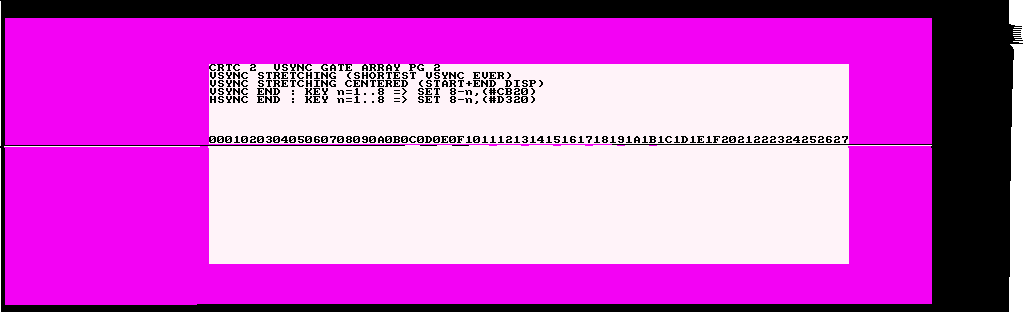 CRTC 2  VSYNC GATE ARRAY PG 2
VSYNC STRETCHING (SHORTEST VSYNC EVER)
VSYNC STRETCHING CENTERED (START+END DISP)
VSYNC END : KEY n=1..8 => SET 8-n,(#CB20)
HSYNC END : KEY n=1..8 => SET 8-n,(#D320)
000102030405060708090A0B0C0D0E0F101112131415161718191A1B1C1D1E1F2021222324252627